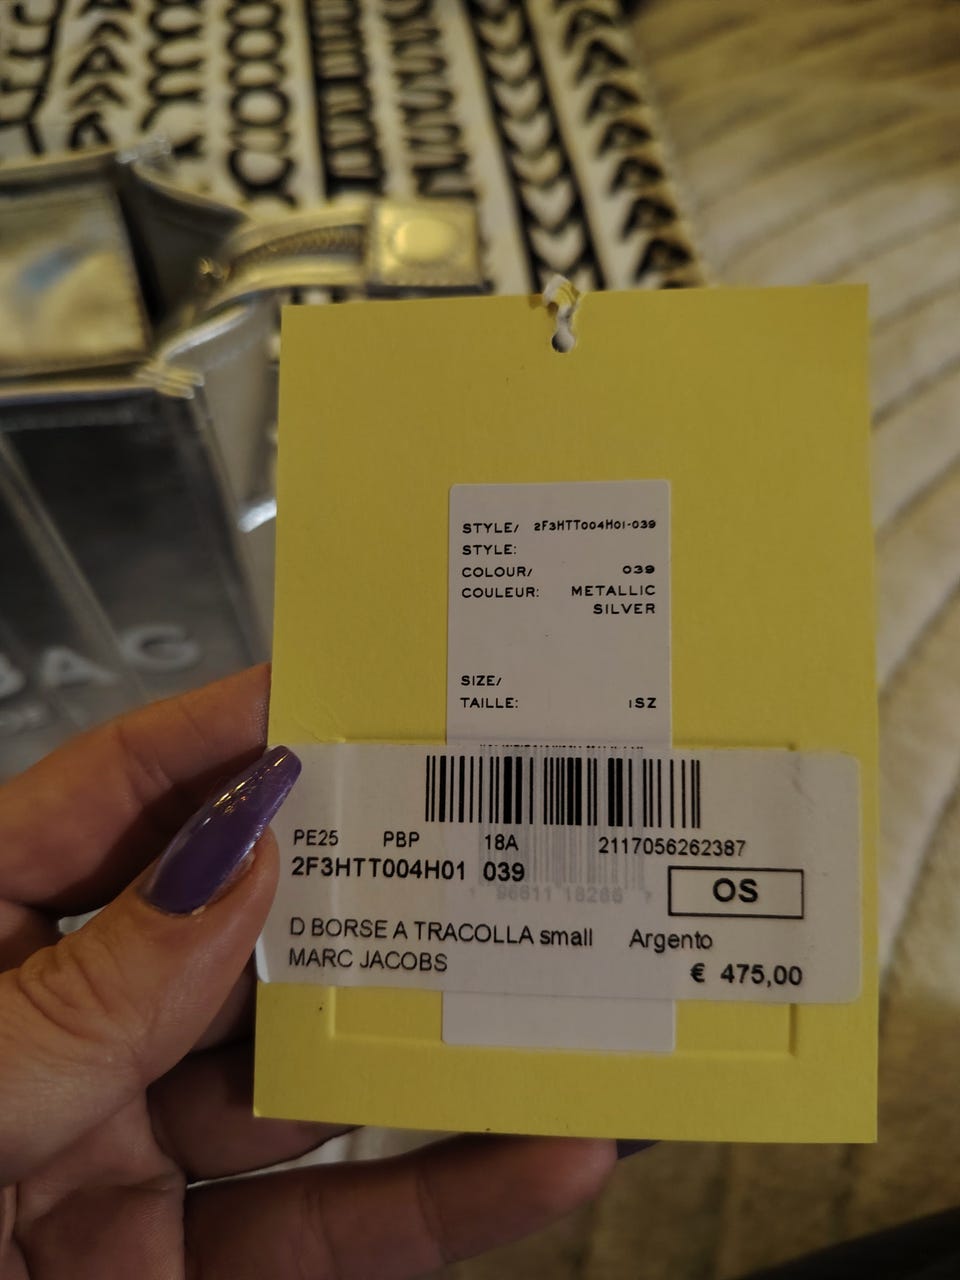 BAG
STYLE/ 2F3HTT004H01-039
STYLE:
COLOUR/ 039
COULEUR: METALLIC
SILVER
SIZE/
TAILLE: 1SZ
PE25 PBP 18A 2117056262387
2F3HTT004H01 039
OS
D BORSE A TRACOLLA small Argento
MARC JACOBS
€ 475,00